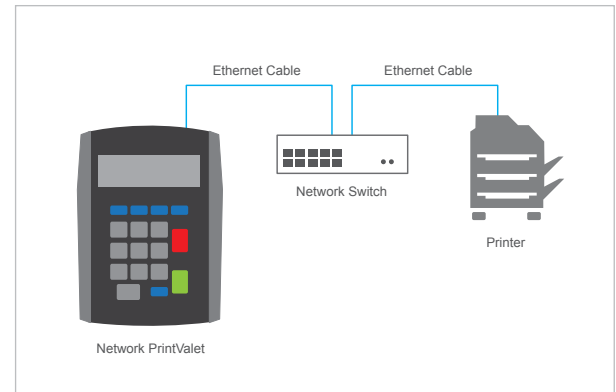 Ethernet Cable
Ethernet Cable
Network Switch
Printer
Network PrintValet